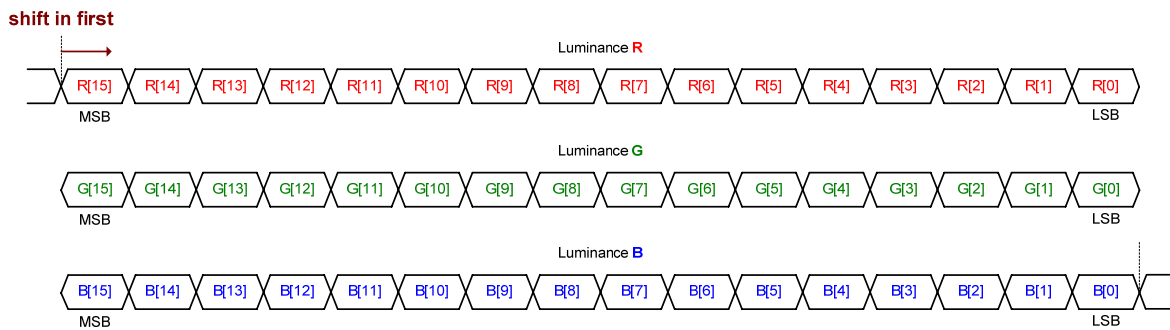 shift in first
Luminance R
R[15] R[14] R[13] R[12] R[11] R[10] R[9] R[8] R[7] R[6] R[5] R[4] R[3] R[2] R[1] R[0]
MSB LSB
Luminance G
G[15] G[14] G[13] G[12] G[11] G[10] G[9] G[8] G[7] G[6] G[5] G[4] G[3] G[2] G[1] G[0]
MSB LSB
Luminance B
B[15] B[14] B[13] B[12] B[11] B[10] B[9] B[8] B[7] B[6] B[5] B[4] B[3] B[2] B[1] B[0]
MSB LSB